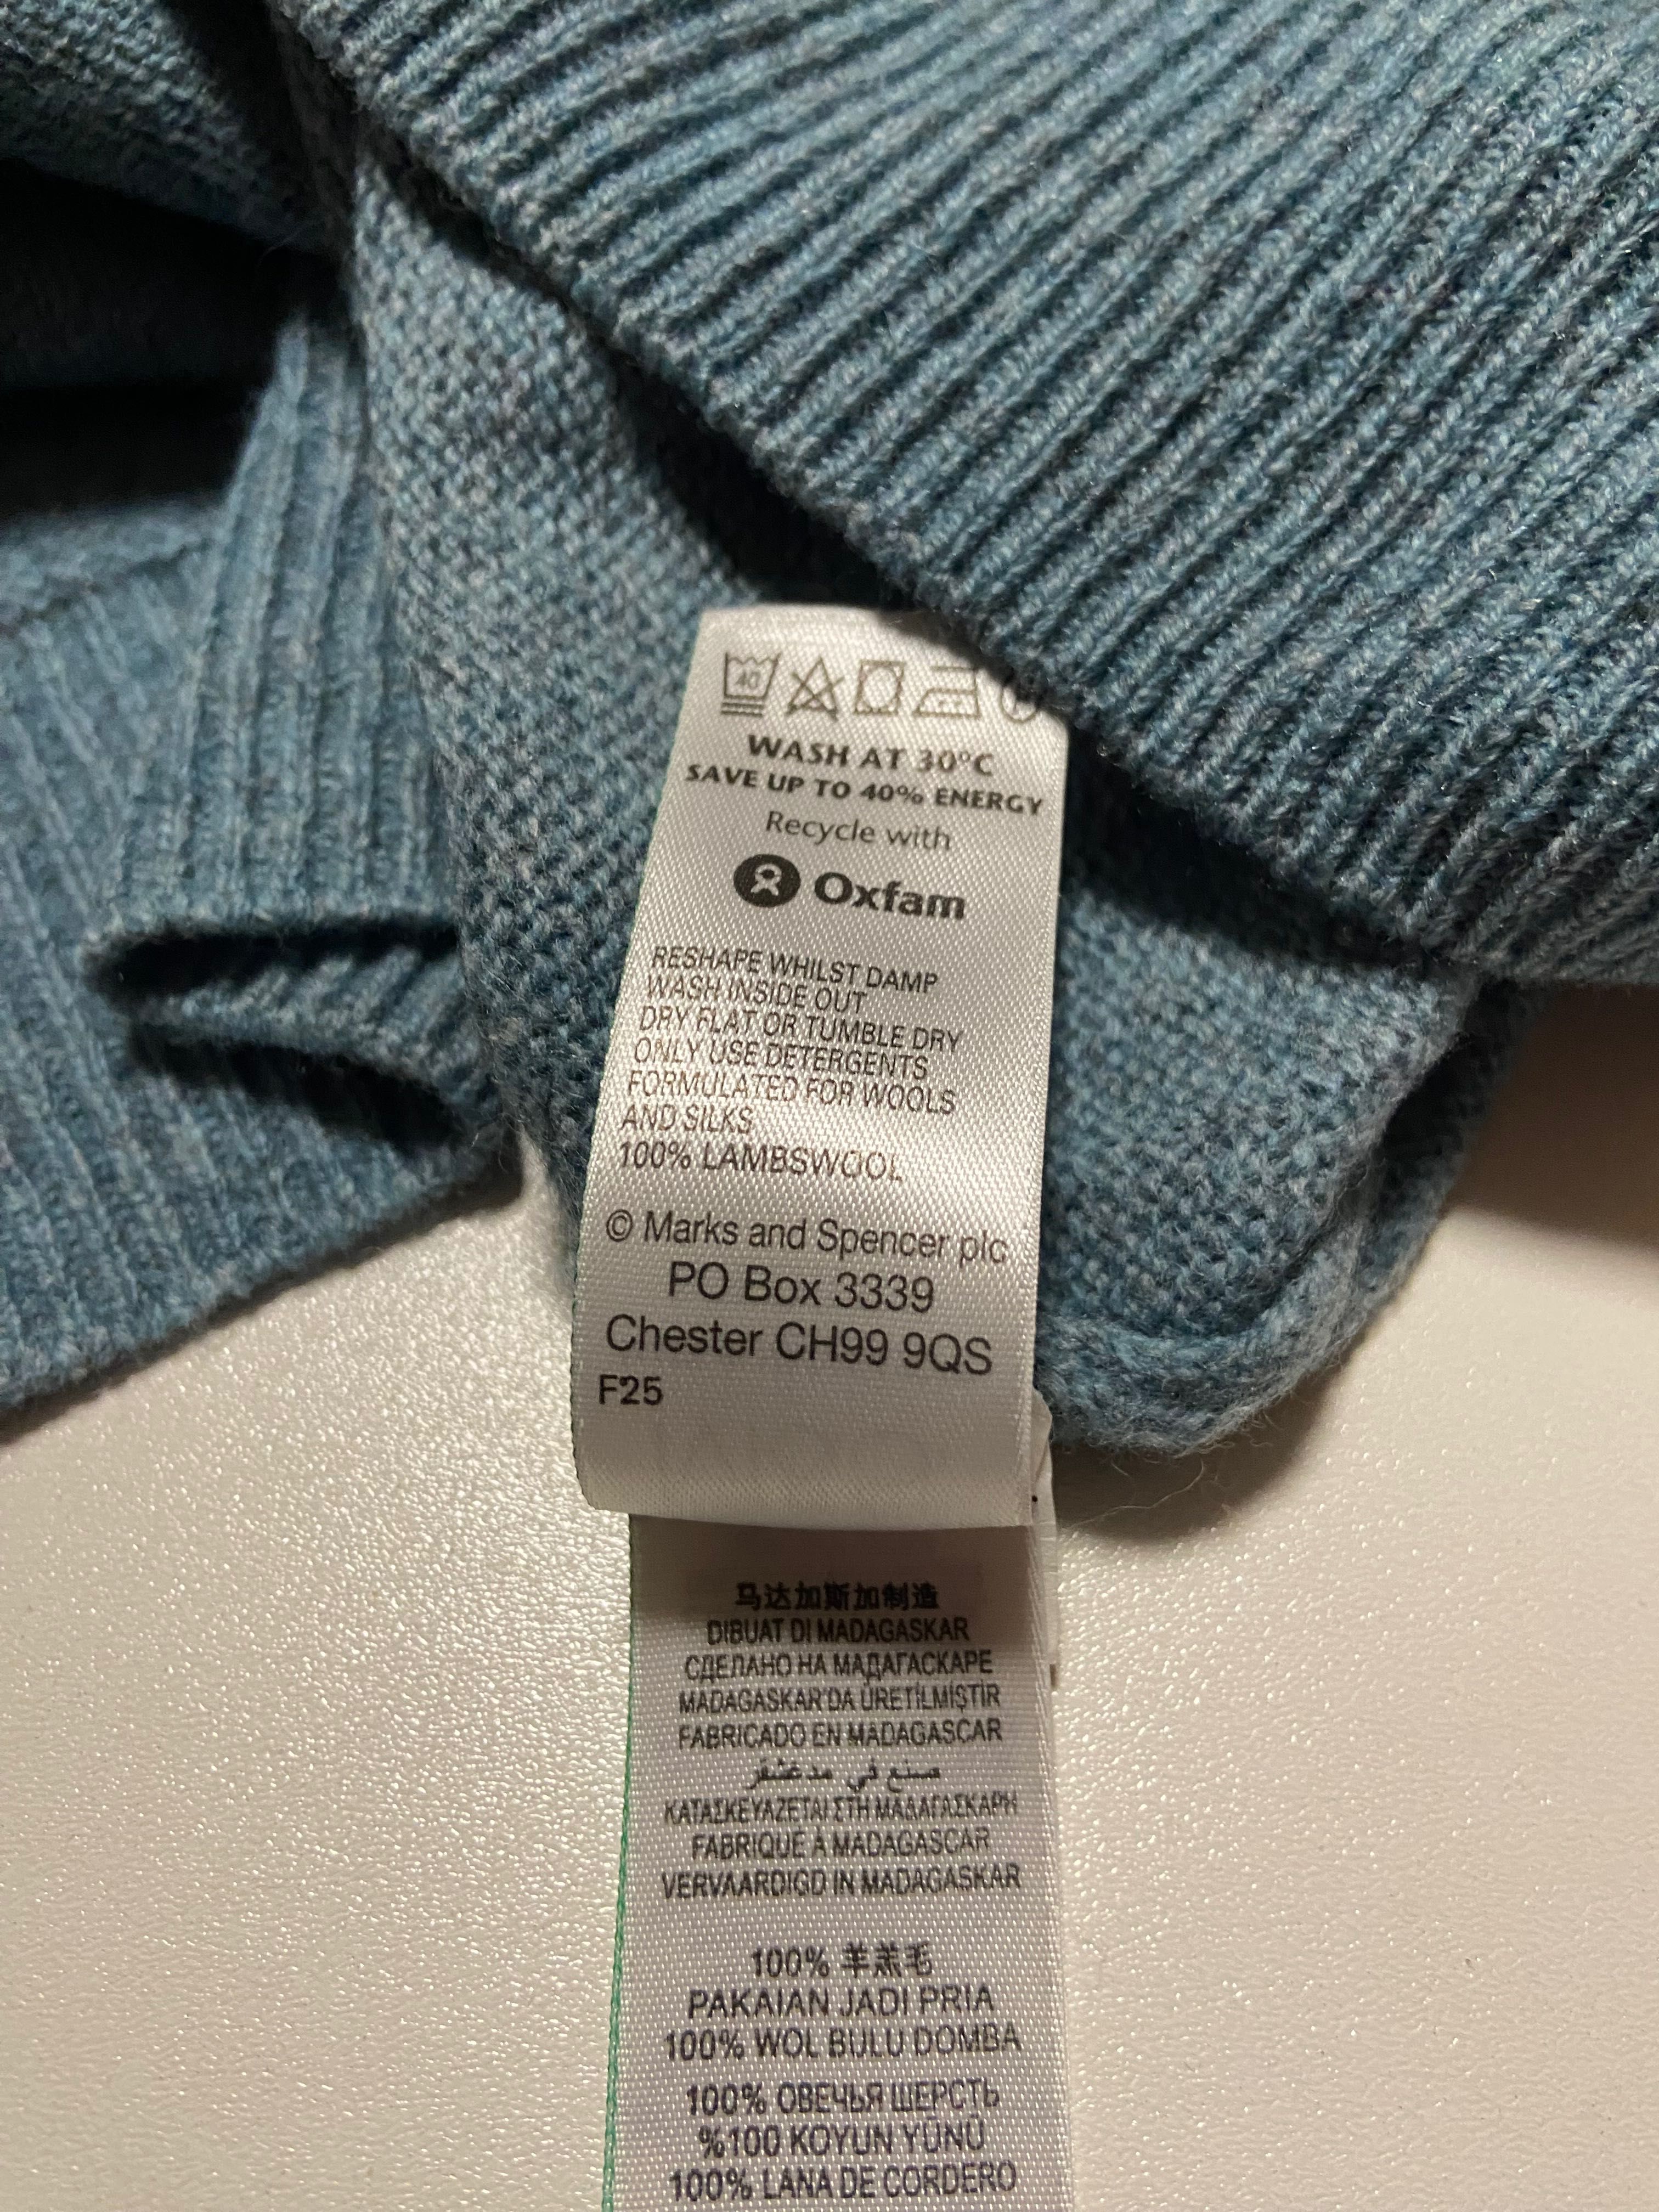 40
WASH AT 30°C
SAVE UP TO 40% ENERGY
Recycle with
Oxfam
RESHAPE WHILST DAMP
WASH INSIDE OUT
DRY FLAT OR TUMBLE DRY
ONLY USE DETERGENTS
FORMULATED FOR WOOLS
AND SILKS
100% LAMBSWOOL
© Marks and Spencer plc
PO Box 3339
Chester CH99 9QS
F25
马达加斯加制造
DIBUAT DI MADAGASKAR
СДЕЛАНО НА МАДАГАСКАРЕ
MADAGASKAR'DA ÜRETİLMİŞTİR
FABRICADO EN MADAGASCAR
صنع في مدغشقر
ΚΑΤΑΣΚΕΥΑΖΕΤΑΙ ΣΤΗ ΜΑΔΑΓΑΣΚΑΡΗ
FABRIQUÉ À MADAGASCAR
VERVAARDIGD IN MADAGASKAR
100% 羊羔毛
PAKAIAN JADI PRIA
100% WOL BULU DOMBA
100% ОВЕЧЬЯ ШЕРСТЬ
%100 KOYUN YÜNÜ
100% LANA DE CORDERO